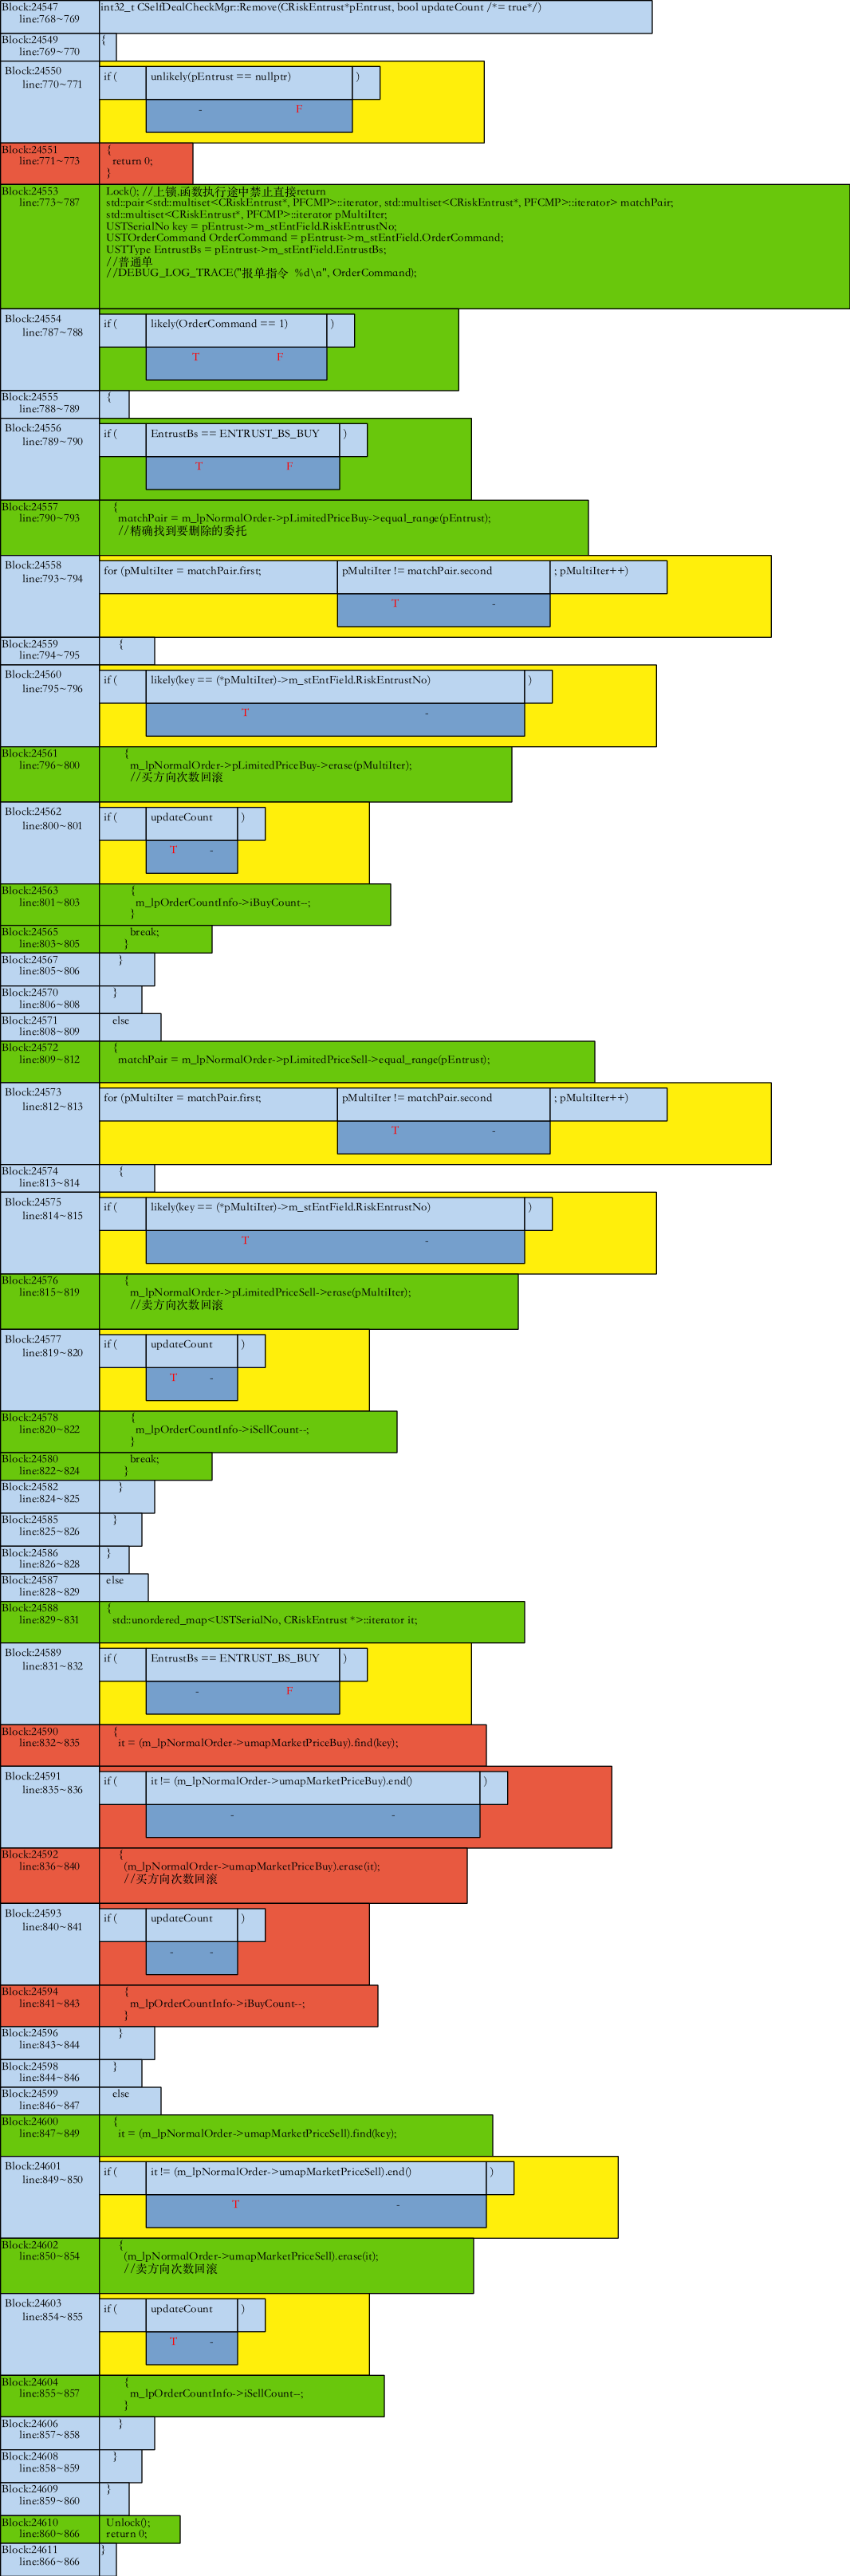 Block:24547 int32_t CSelfDealCheckMgr::Remove(CRiskEntrust*pEntrust, bool updateCount /*= true*/)
line:768~769
Block:24549 {
line:769~770
Block:24550 if ( unlikely(pEntrust == nullptr) )
line:770~771
- F
Block:24551 {
line:771~773 return 0;
}
Block:24553 Lock(); //上锁,函数执行途中禁止直接return
line:773~787 std::pair<std::multiset<CRiskEntrust*, PFCMP>::iterator, std::multiset<CRiskEntrust*, PFCMP>::iterator> matchPair;
std::multiset<CRiskEntrust*, PFCMP>::iterator pMultiIter;
USTSerialNo key = pEntrust->m_stEntField.RiskEntrustNo;
USTOrderCommand OrderCommand = pEntrust->m_stEntField.OrderCommand;
USTType EntrustBs = pEntrust->m_stEntField.EntrustBs;
//普通单
//DEBUG_LOG_TRACE("报单指令 %d\n", OrderCommand);
Block:24554 if ( likely(OrderCommand == 1) )
line:787~788
T F
Block:24555 {
line:788~789
Block:24556 if ( EntrustBs == ENTRUST_BS_BUY )
line:789~790
T F
Block:24557 {
line:790~793 matchPair = m_lpNormalOrder->pLimitedPriceBuy->equal_range(pEntrust);
//精确找到要删除的委托
Block:24558 for (pMultiIter = matchPair.first; pMultiIter != matchPair.second ; pMultiIter++)
line:793~794
T -
Block:24559 {
line:794~795
Block:24560 if ( likely(key == (*pMultiIter)->m_stEntField.RiskEntrustNo) )
line:795~796
T -
Block:24561 {
line:796~800 m_lpNormalOrder->pLimitedPriceBuy->erase(pMultiIter);
//买方向次数回滚
Block:24562 if ( updateCount )
line:800~801
T -
Block:24563 {
line:801~803 m_lpOrderCountInfo->iBuyCount--;
}
Block:24565 break;
line:803~805 }
Block:24567 }
line:805~806
Block:24570 }
line:806~808
Block:24571 else
line:808~809
Block:24572 {
line:809~812 matchPair = m_lpNormalOrder->pLimitedPriceSell->equal_range(pEntrust);
Block:24573 for (pMultiIter = matchPair.first; pMultiIter != matchPair.second ; pMultiIter++)
line:812~813
T -
Block:24574 {
line:813~814
Block:24575 if ( likely(key == (*pMultiIter)->m_stEntField.RiskEntrustNo) )
line:814~815
T -
Block:24576 {
line:815~819 m_lpNormalOrder->pLimitedPriceSell->erase(pMultiIter);
//卖方向次数回滚
Block:24577 if ( updateCount )
line:819~820
T -
Block:24578 {
line:820~822 m_lpOrderCountInfo->iSellCount--;
}
Block:24580 break;
line:822~824 }
Block:24582 }
line:824~825
Block:24585 }
line:825~826
Block:24586 }
line:826~828
Block:24587 else
line:828~829
Block:24588 {
line:829~831 std::unordered_map<USTSerialNo, CRiskEntrust *>::iterator it;
Block:24589 if ( EntrustBs == ENTRUST_BS_BUY )
line:831~832
- F
Block:24590 {
line:832~835 it = (m_lpNormalOrder->umapMarketPriceBuy).find(key);
Block:24591 if ( it != (m_lpNormalOrder->umapMarketPriceBuy).end() )
line:835~836
- -
Block:24592 {
line:836~840 (m_lpNormalOrder->umapMarketPriceBuy).erase(it);
//买方向次数回滚
Block:24593 if ( updateCount )
line:840~841
- -
Block:24594 {
line:841~843 m_lpOrderCountInfo->iBuyCount--;
}
Block:24596 }
line:843~844
Block:24598 }
line:844~846
Block:24599 else
line:846~847
Block:24600 {
line:847~849 it = (m_lpNormalOrder->umapMarketPriceSell).find(key);
Block:24601 if ( it != (m_lpNormalOrder->umapMarketPriceSell).end() )
line:849~850
T -
Block:24602 {
line:850~854 (m_lpNormalOrder->umapMarketPriceSell).erase(it);
//卖方向次数回滚
Block:24603 if ( updateCount )
line:854~855
T -
Block:24604 {
line:855~857 m_lpOrderCountInfo->iSellCount--;
}
Block:24606 }
line:857~858
Block:24608 }
line:858~859
Block:24609 }
line:859~860
Block:24610 Unlock();
line:860~866 return 0;
Block:24611 }
line:866~866